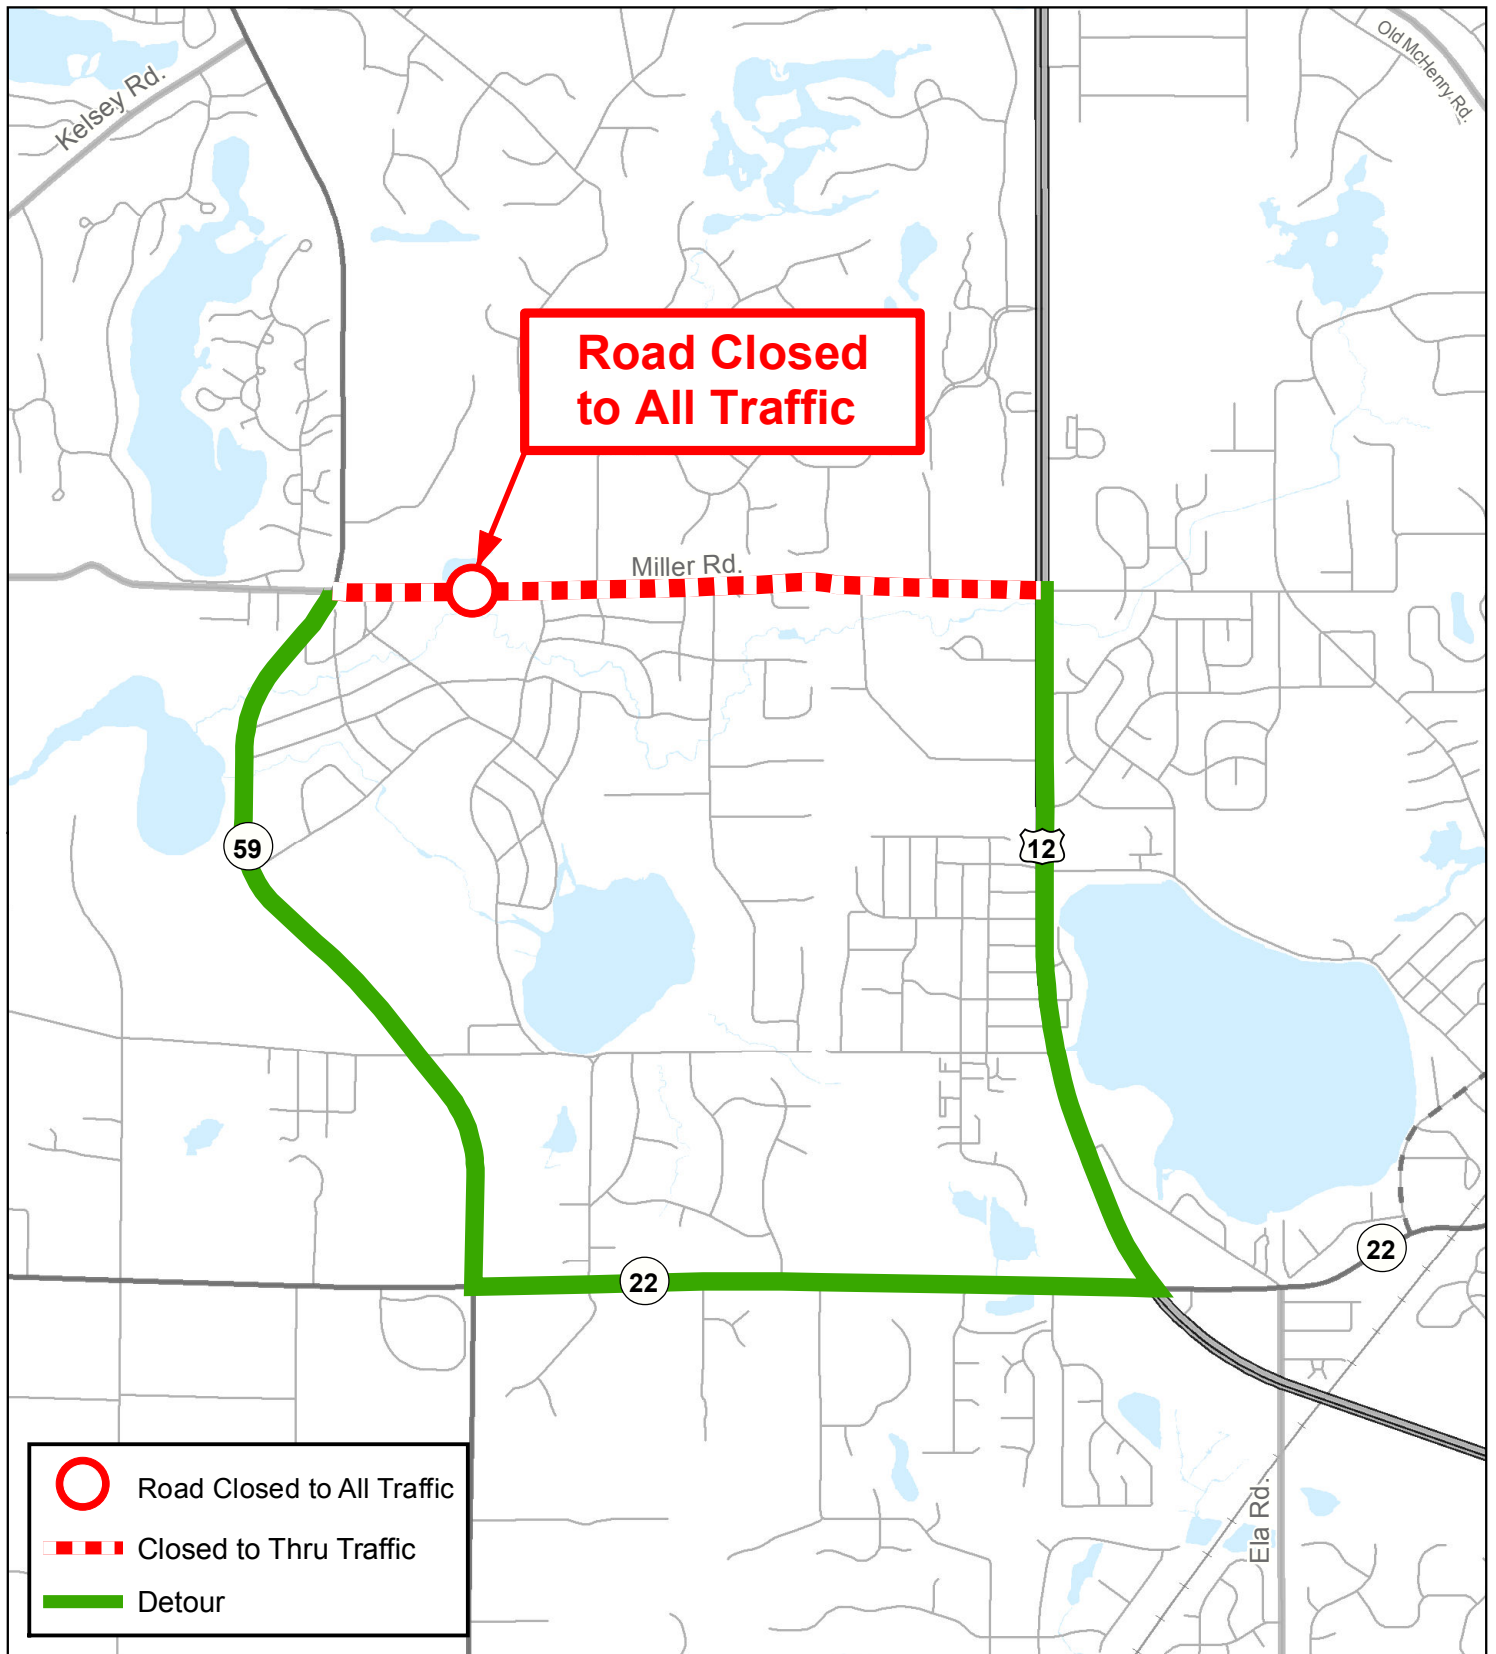 Kelsey Rd.
Old McHenry Rd.
Road Closed
to All Traffic
Miller Rd.
59
12
22
22
Ela Rd.
Road Closed to All Traffic
Closed to Thru Traffic
Detour